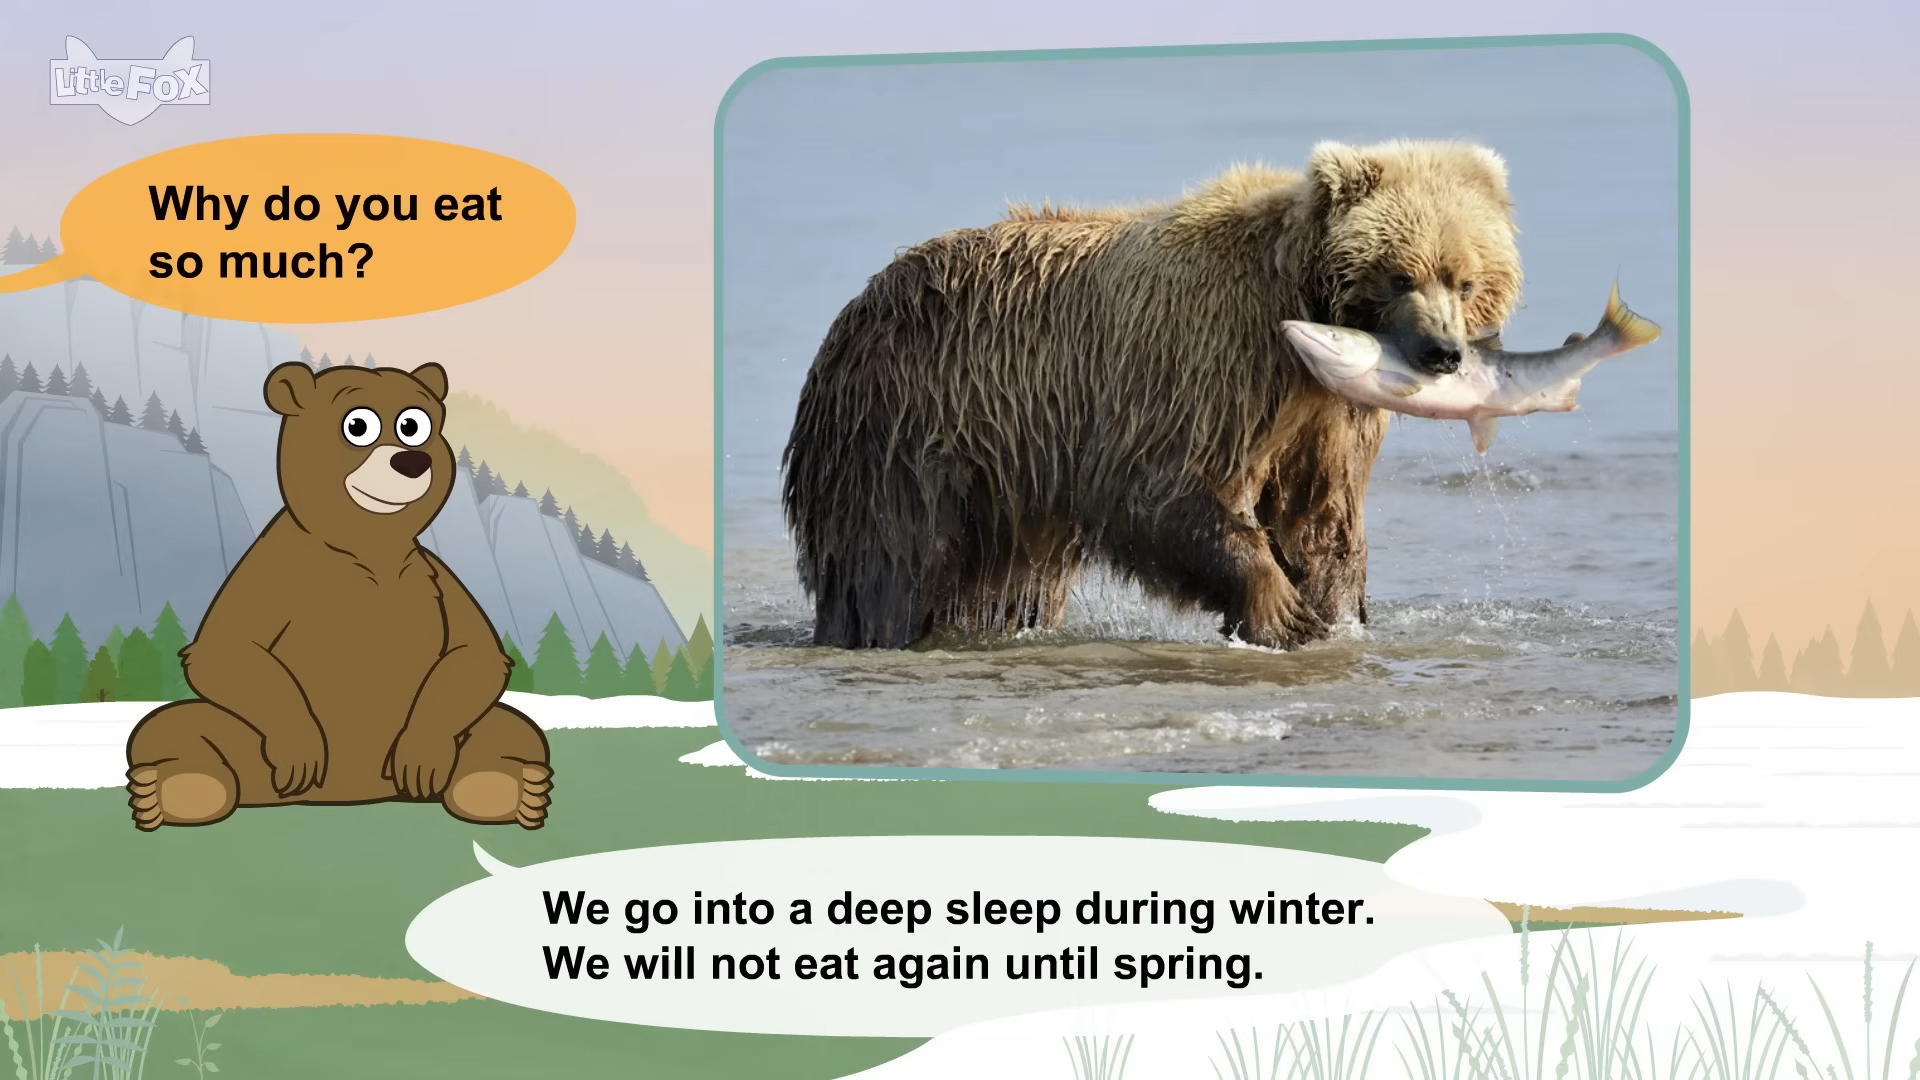 Little Fox
Why do you eat
so much?
We go into a deep sleep during winter.
We will not eat again until spring.